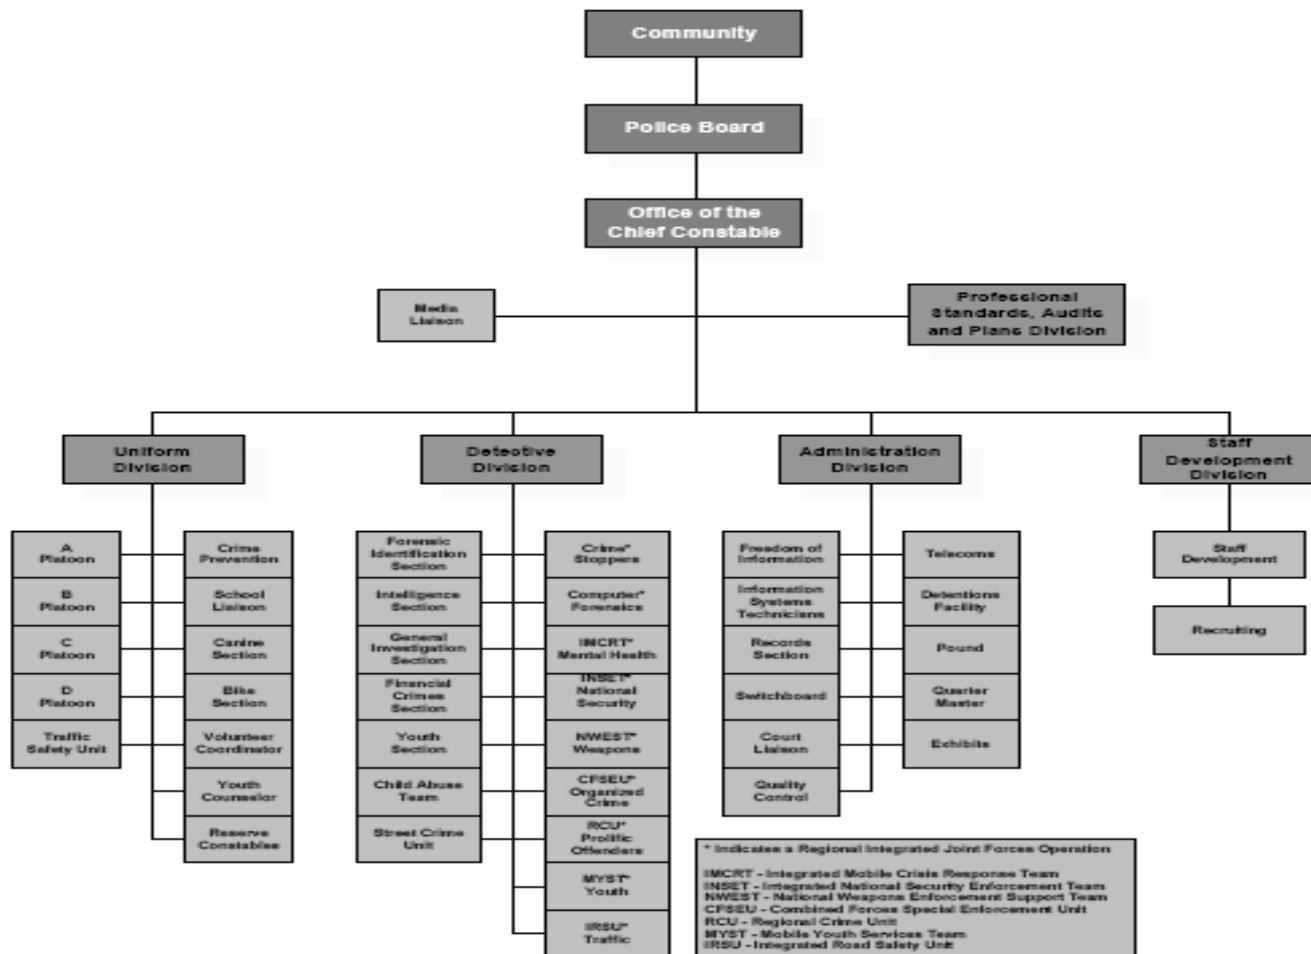 Community
Police Board
Office of the
Chief Constable
Media
Liaison
Professional
Standards, Audits
and Plans Division
Uniform
Division
Detective
Division
Administration
Division
Staff
Development
Division
A
Platoon
B
Platoon
C
Platoon
D
Platoon
Traffic
Safety Unit
Crime
Prevention
School
Liaison
Canine
Section
Bike
Section
Volunteer
Coordinator
Youth
Counselor
Reserve
Constables
Forensic
Identification
Section
Intelligence
Section
General
Investigation
Section
Financial
Crimes
Section
Youth
Section
Child Abuse
Team
Street Crime
Unit
Crime*
Stoppers
Computer*
Forensics
IMCRT*
Mental Health
INSET*
National
Security
NWEST*
Weapons
CFSEU*
Organized
Crime
RCU*
Prolific
Offenders
MYST*
Youth
IRSU*
Traffic
Freedom of
Information
Information
Systems
Technicians
Records
Section
Switchboard
Court
Liaison
Quality
Control
Telecoms
Detentions
Facility
Pound
Quarter
Master
Exhibits
Staff
Development
Recruiting
* Indicates a Regional Integrated Joint Forces Operation
IMCRT - Integrated Mobile Crisis Response Team
INSET - Integrated National Security Enforcement Team
NWEST - National Weapons Enforcement Support Team
CFSEU - Combined Forces Special Enforcement Unit
RCU - Regional Crime Unit
MYST - Mobile Youth Services Team
IRSU - Integrated Road Safety Unit